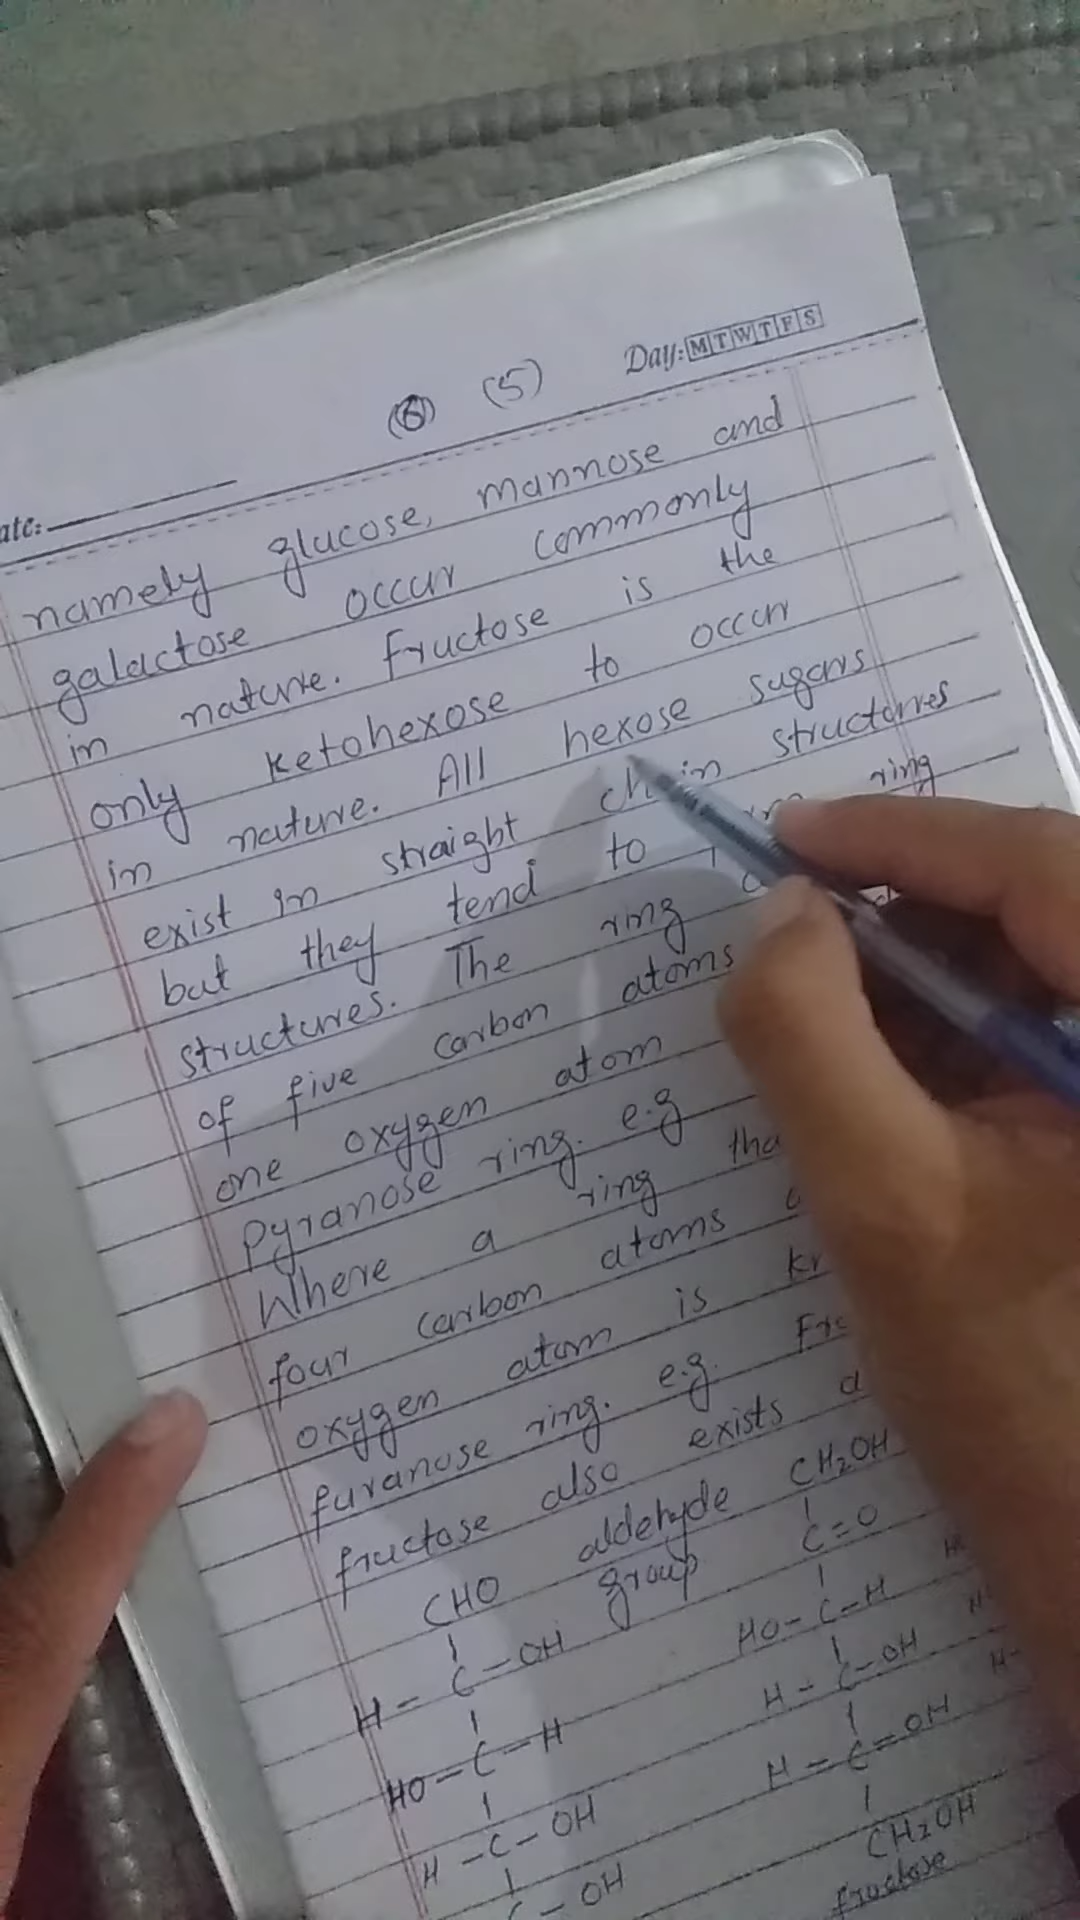 (6) (5) Day: M T W T F S
ate:
namely glucose, mannose and
galactose occur commonly
in nature. Fructose is the
only ketohexose to occur
in nature. All hexose sugars
exist in straight chain structures
but they tend to ring
structures. The ring
of five carbon atoms
one oxygen atom
pyranose ring. e.g
Where a ring
four carbon atoms
oxygen atom is
furanose ring. e.g.
fructose also exists
CHO aldehyde group
H - C - OH
HO - C - H
H - C - OH
C - OH
CH₂OH
C = O
HO - C - H
H - C - OH
H - C = OH
CH₂OH
fructose